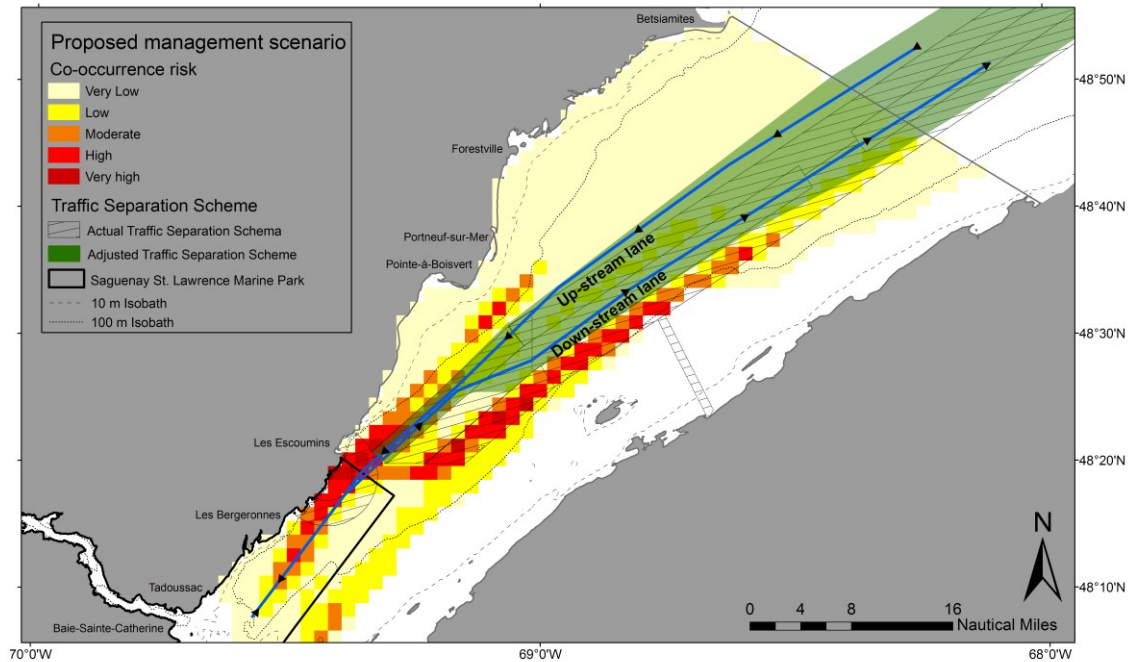 Betsiamites
Proposed management scenario
Co-occurrence risk
Very Low
Low
Moderate
High
Very high
Traffic Separation Scheme
Actual Traffic Separation Schema
Adjusted Traffic Separation Scheme
Saguenay St. Lawrence Marine Park
10 m Isobath
100 m Isobath
48°50'N
Forestville
48°40'N
Portneuf-sur-Mer
Pointe-à-Boisvert
Up-stream lane
Down-stream lane
48°30'N
Les Escoumins
48°20'N
Les Bergeronnes
N
Tadoussac
48°10'N
Baie-Sainte-Catherine
0 4 8 16
Nautical Miles
70°0'W 69°0'W 68°0'W